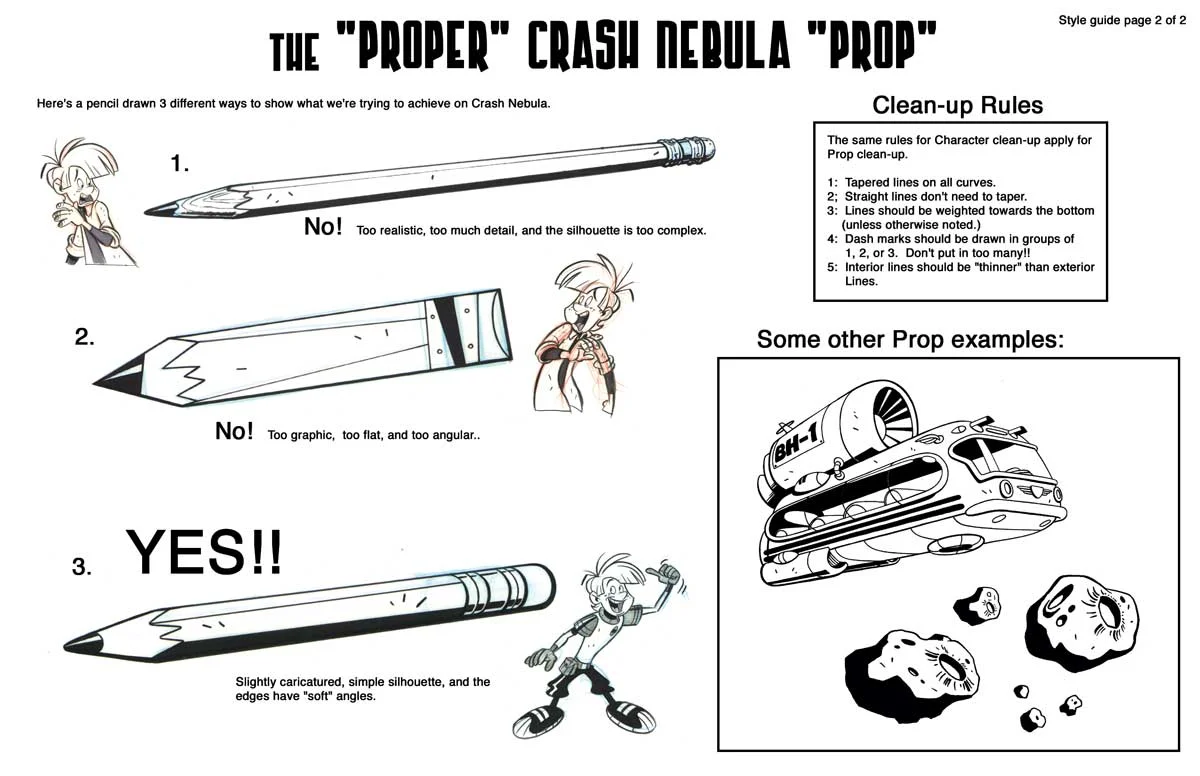 Style guide page 2 of 2
THE "PROPER" CRASH NEBULA "PROP"
Here's a pencil drawn 3 different ways to show what we're trying to achieve on Crash Nebula.
1.
No! Too realistic, too much detail, and the silhouette is too complex.
2.
No! Too graphic, too flat, and too angular..
3. YES!!
Slightly caricatured, simple silhouette, and the
edges have "soft" angles.
Clean-up Rules
The same rules for Character clean-up apply for
Prop clean-up.
1: Tapered lines on all curves.
2; Straight lines don't need to taper.
3: Lines should be weighted towards the bottom
(unless otherwise noted.)
4: Dash marks should be drawn in groups of
1, 2, or 3. Don't put in too many!!
5: Interior lines should be "thinner" than exterior
Lines.
Some other Prop examples:
BH-1